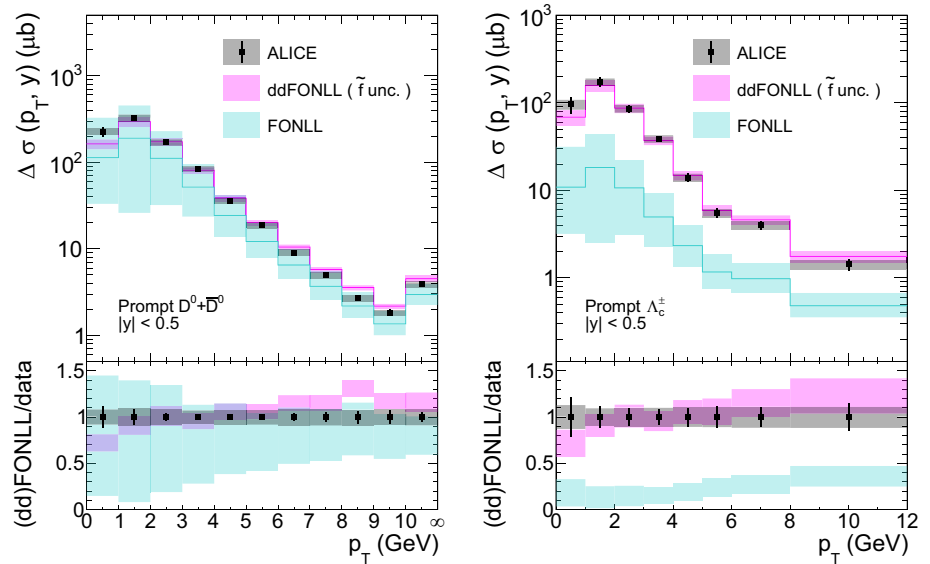 Δ σ (p_T, y) (μb)
10³
10²
10
1
ALICE
ddFONLL ( f̃ unc. )
FONLL
Prompt D⁰+D̅⁰
|y| < 0.5
(dd)FONLL/data
1.5
1
0.5
0
0 1 2 3 4 5 6 7 8 9 10 ∞
p_T (GeV)
Δ σ (p_T, y) (μb)
10³
10²
10
1
ALICE
ddFONLL ( f̃ unc. )
FONLL
Prompt Λ_c^±
|y| < 0.5
(dd)FONLL/data
1.5
1
0.5
0
0 2 4 6 8 10 12
p_T (GeV)